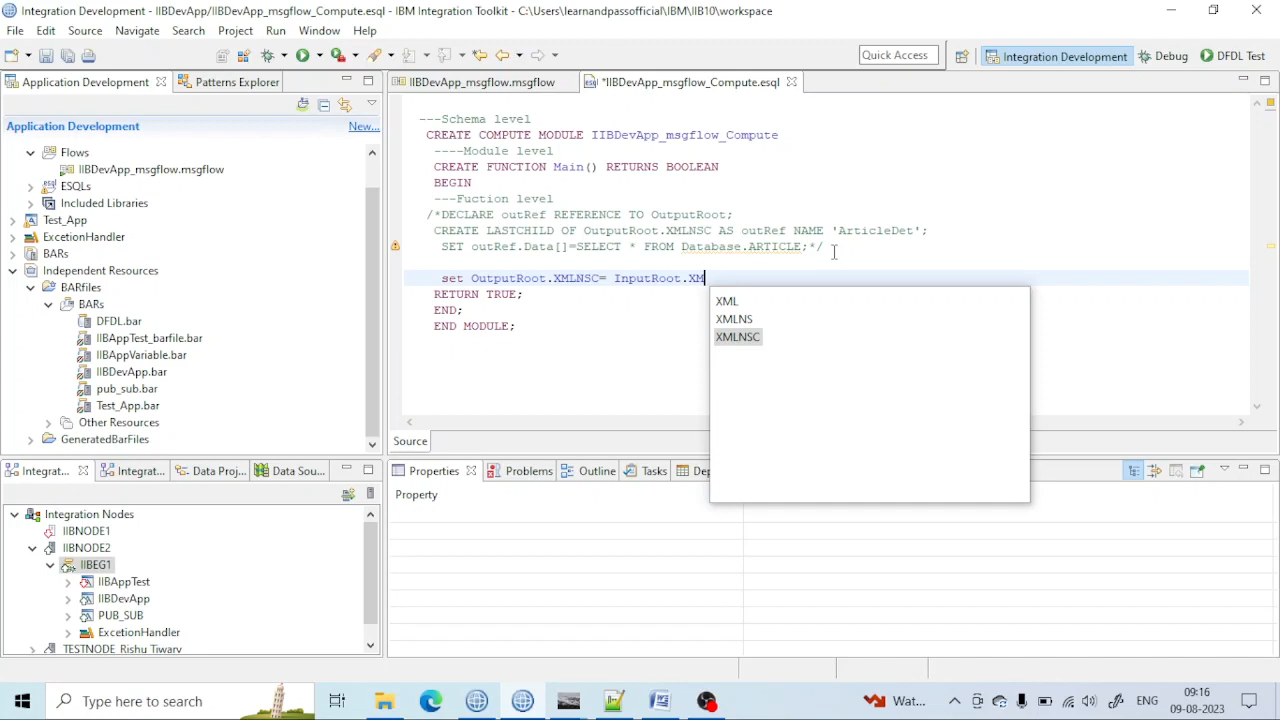 Integration Development - IIBDevApp/IIBDevApp_msgflow_Compute.esql - IBM Integration Toolkit - C:\Users\learnandpassofficial\IBM\IIB10\workspace
File Edit Source Navigate Search Project Run Window Help
Quick Access Integration Development Debug DFDL Test
Application Development Patterns Explorer
IIBDevApp_msgflow.msgflow *IIBDevApp_msgflow_Compute.esql
Application Development New...
Flows
IIBDevApp_msgflow.msgflow
ESQLs
Included Libraries
Test_App
ExcetionHandler
BARs
Independent Resources
BARfiles
BARs
DFDL.bar
IIBAppTest_barfile.bar
IIBAppVariable.bar
IIBDevApp.bar
pub_sub.bar
Test_App.bar
Other Resources
GeneratedBarFiles
---Schema level
CREATE COMPUTE MODULE IIBDevApp_msgflow_Compute
----Module level
CREATE FUNCTION Main() RETURNS BOOLEAN
BEGIN
---Fuction level
/*DECLARE outRef REFERENCE TO OutputRoot;
CREATE LASTCHILD OF OutputRoot.XMLNSC AS outRef NAME 'ArticleDet';
SET outRef.Data[]=SELECT * FROM Database.ARTICLE;*/
set OutputRoot.XMLNSC= InputRoot.XM
RETURN TRUE;
END;
END MODULE;
XML
XMLNS
XMLNSC
Source
Integrat... Integrat... Data Proj... Data Sou...
Integration Nodes
IIBNODE1
IIBNODE2
IIBEG1
IIBAppTest
IIBDevApp
PUB_SUB
ExcetionHandler
TESTNODE_Rishu Tiwary
Properties Problems Outline Tasks Dep
Property
Type here to search
Wat...
ENG
09:16
09-08-2023